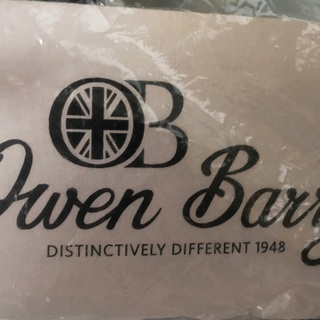 OB
Owen Barry
DISTINCTIVELY DIFFERENT 1948